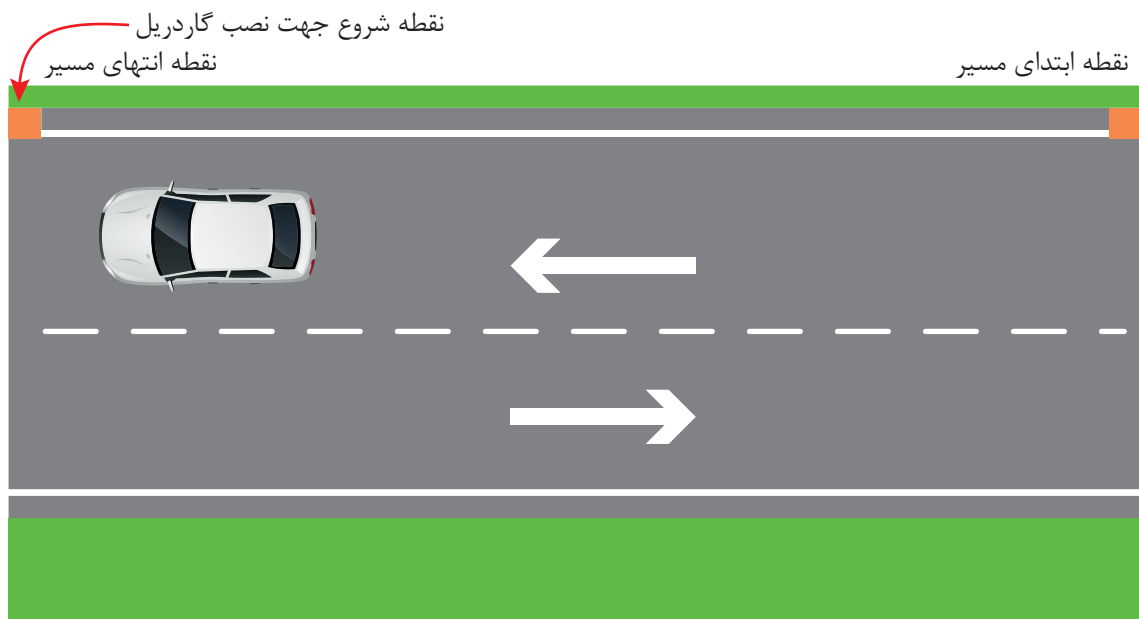 نقطه شروع جهت نصب گاردریل
نقطه ابتدای مسیر
نقطه انتهای مسیر